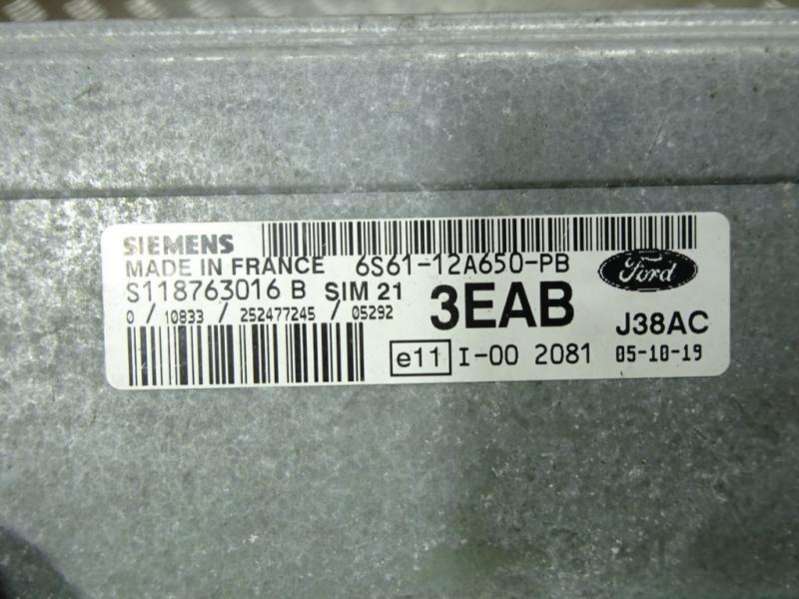 SIEMENS
MADE IN FRANCE 6S61-12A650-PB
Ford
S118763016 B SIM 21 3EAB J38AC
0 / 10833 / 252477245 / 05292
e11 I-00 2081 05-10-19